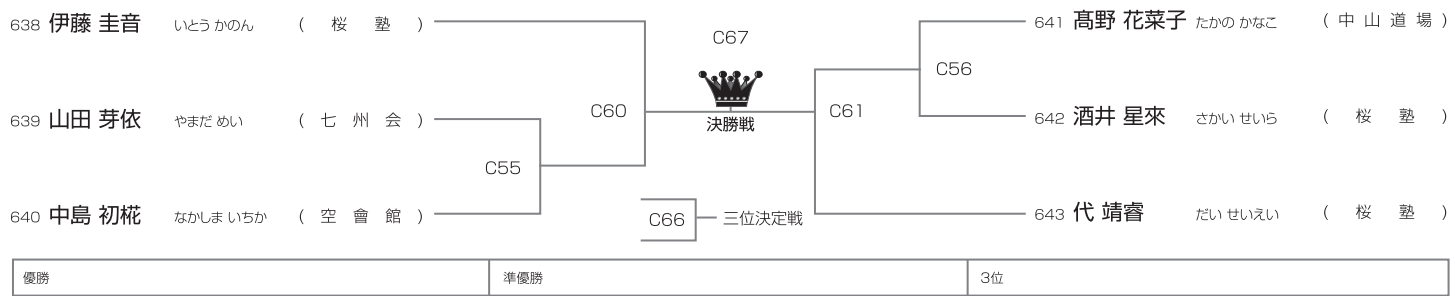 638 伊藤 圭音 いとう かのん ( 桜 塾 )
C60
639 山田 芽依 やまだ めい ( 七 州 会 )
C55
640 中島 初椛 なかしま いちか ( 空 會 館 )
C67
決勝戦
C66 三位決定戦
641 髙野 花菜子 たかの かなこ ( 中 山 道 場 )
C56
642 酒井 星來 さかい せいら ( 桜 塾 )
C61
643 代 靖睿 だい せいえい ( 桜 塾 )
優勝 準優勝 3位